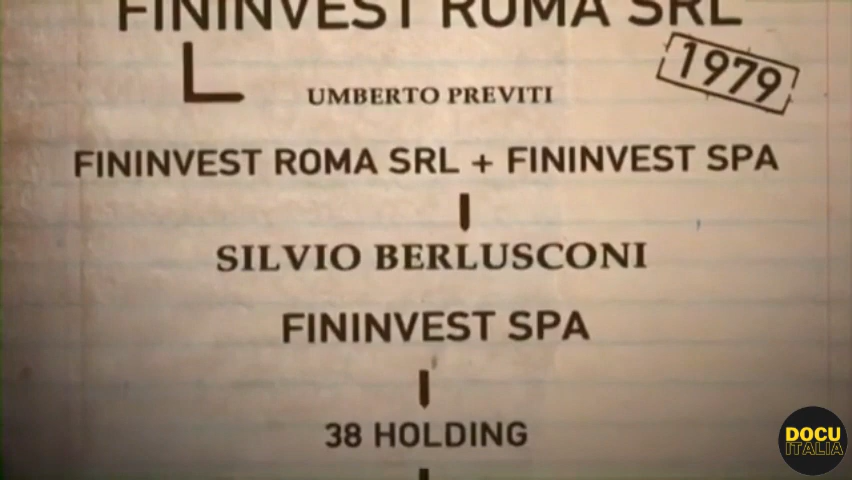 FININVEST ROMA SRL
1979
UMBERTO PREVITI
FININVEST ROMA SRL + FININVEST SPA
SILVIO BERLUSCONI
FININVEST SPA
38 HOLDING
DOCU
ITALIA